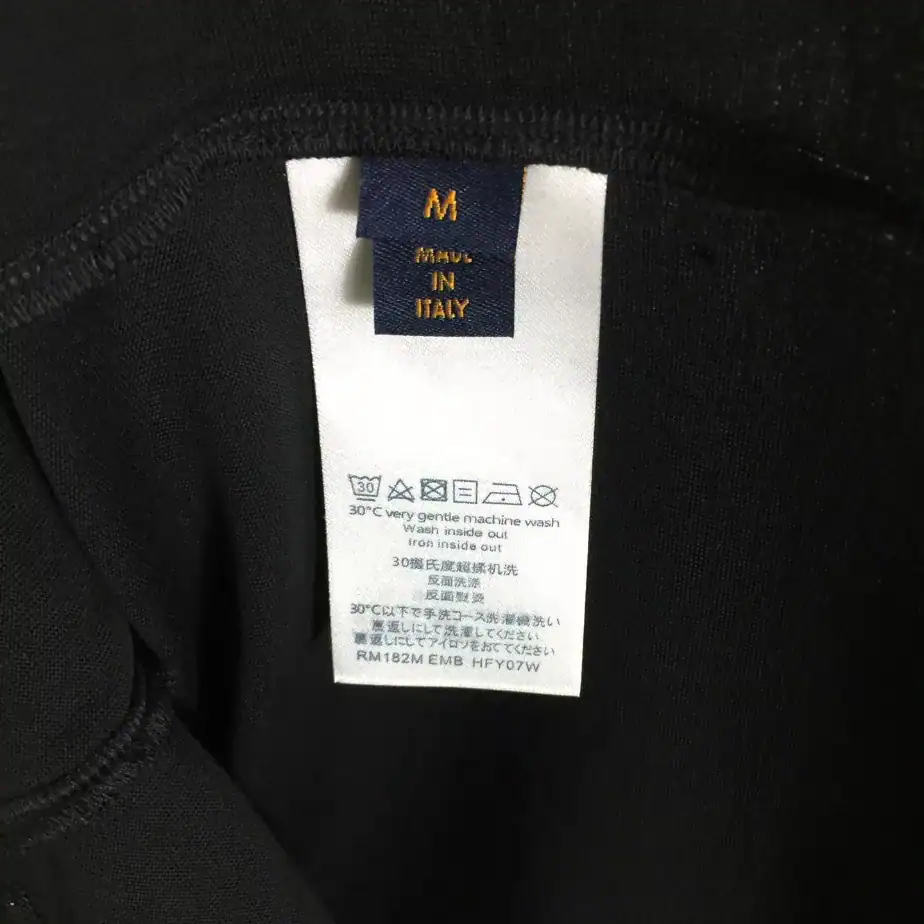 M
MADE
IN
ITALY
30
30°C very gentle machine wash
Wash inside out
Iron inside out
30摄氏度超揉机洗
反面洗涤
反面熨烫
30°C以下で手洗コース洗濯機洗い
裏返しにして洗濯してください
裏返しにしてアイロンをおててください
RM182M EMB HFY07W